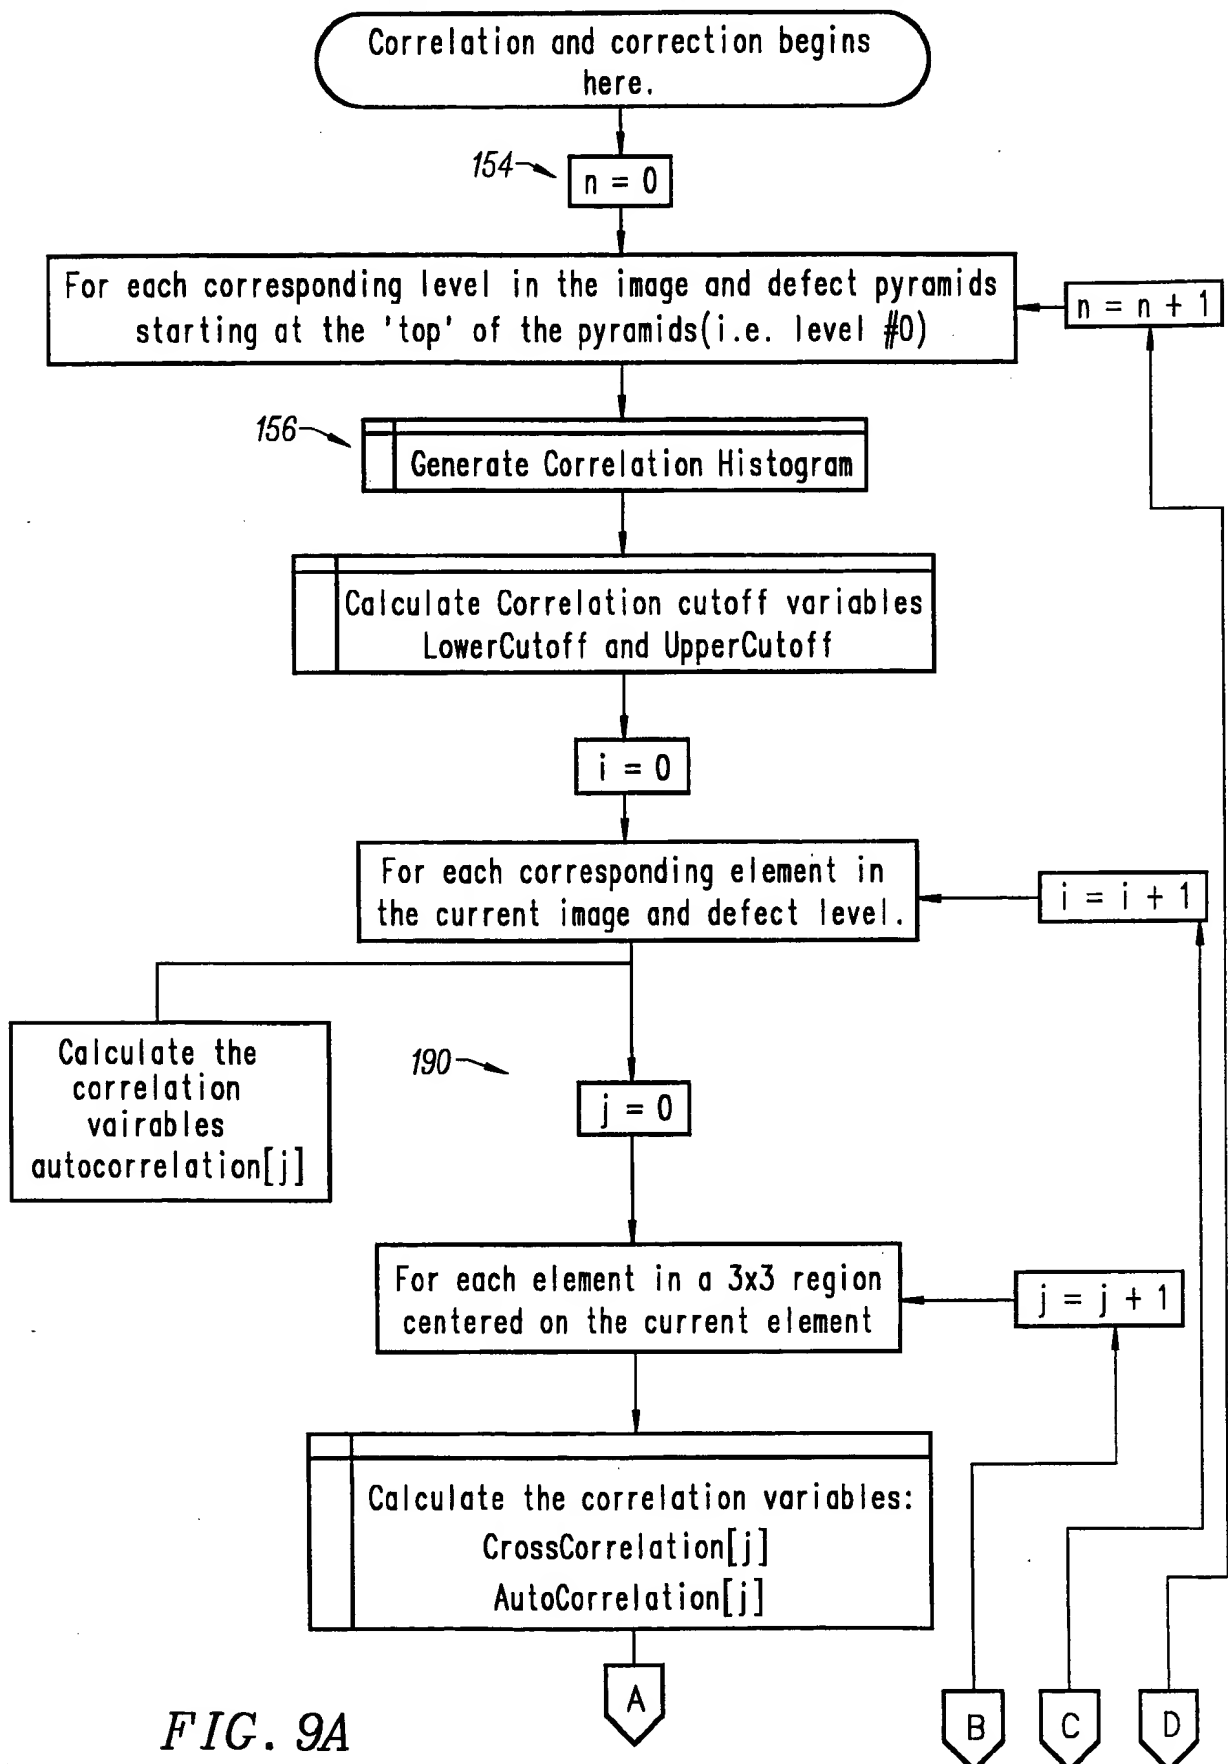 Correlation and correction begins
here.
154
n = 0
For each corresponding level in the image and defect pyramids
starting at the 'top' of the pyramids(i.e. level #0)
n = n + 1
156
Generate Correlation Histogram
Calculate Correlation cutoff variables
LowerCutoff and UpperCutoff
i = 0
For each corresponding element in
the current image and defect level.
i = i + 1
Calculate the
correlation
vairables
autocorrelation[j]
190
j = 0
For each element in a 3x3 region
centered on the current element
j = j + 1
Calculate the correlation variables:
CrossCorrelation[j]
AutoCorrelation[j]
A
B
C
D
FIG. 9A